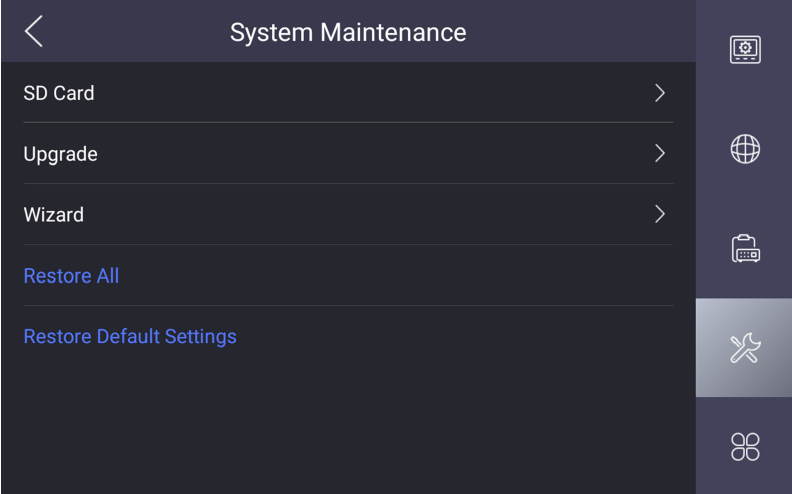 System Maintenance
SD Card
Upgrade
Wizard
Restore All
Restore Default Settings